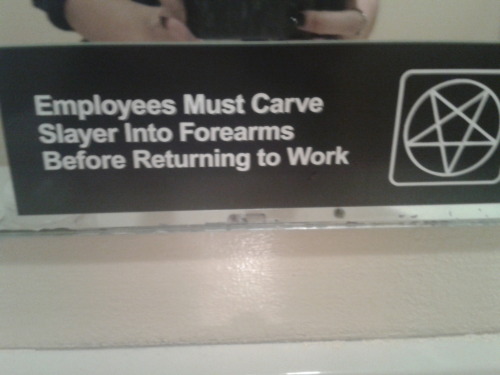 Employees Must Carve
Slayer Into Forearms
Before Returning to Work